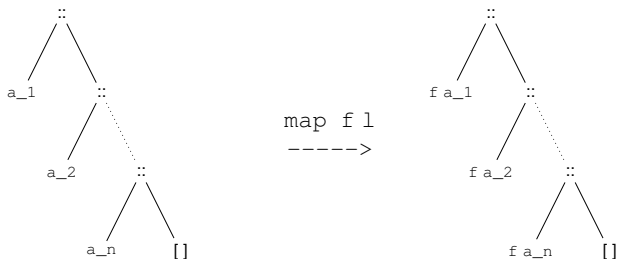 :: ::
a_1 :: f a_1 ::
map f l
----->
a_2 :: f a_2 ::
a_n [] f a_n []